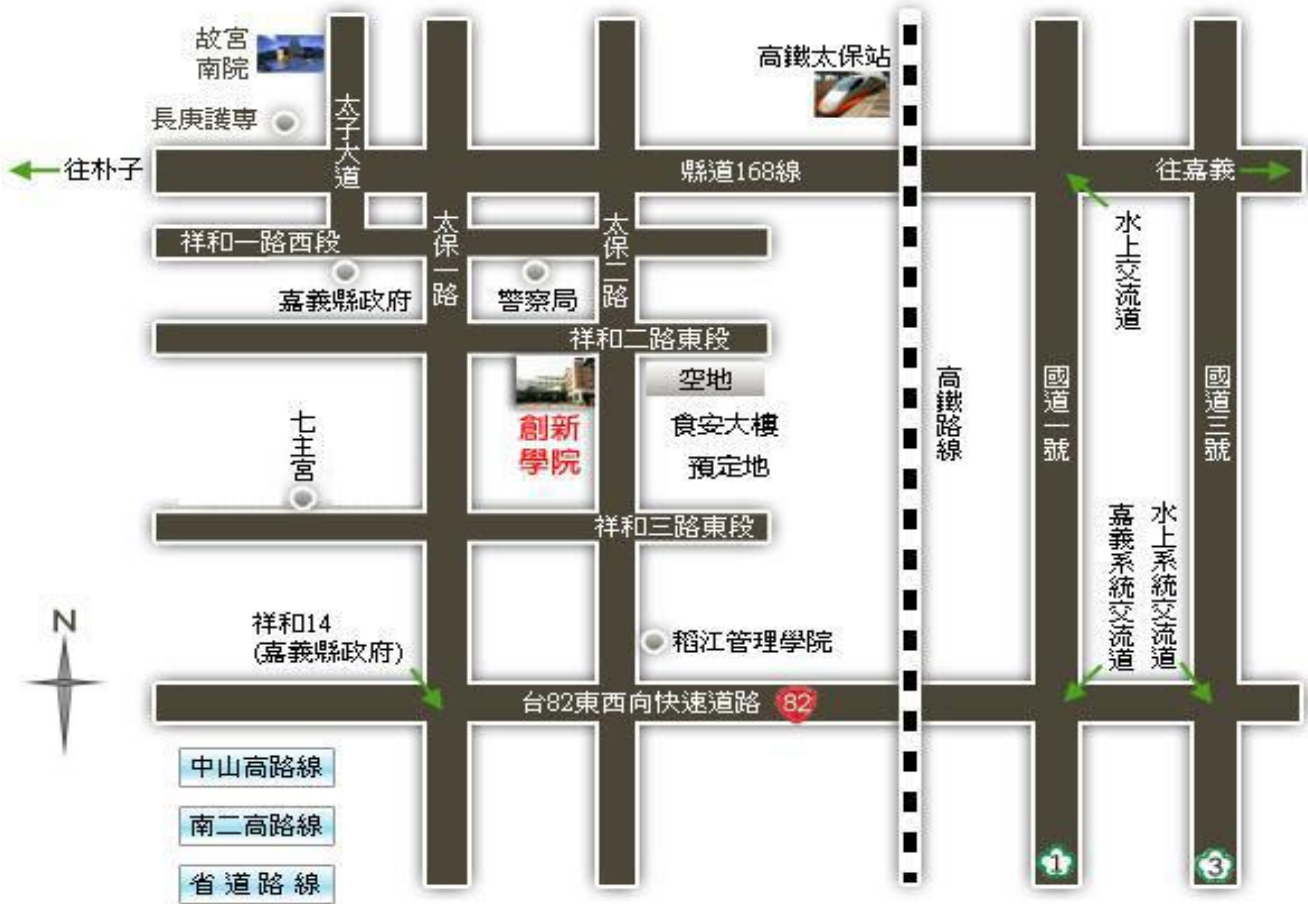 故宮
南院
長庚護專
太子大道
高鐵太保站
往朴子
縣道168線
往嘉義
祥和一路西段
太保一路
太保二路
水上交流道
嘉義縣政府
警察局
祥和二路東段
空地
食安大樓
預定地
創新
學院
七主宮
高鐵路線
國道一號
國道三號
祥和三路東段
嘉義系統交流道
水上系統交流道
N
祥和14
(嘉義縣政府)
稻江管理學院
台82東西向快速道路
82
中山高路線
南二高路線
省道路線
1
3